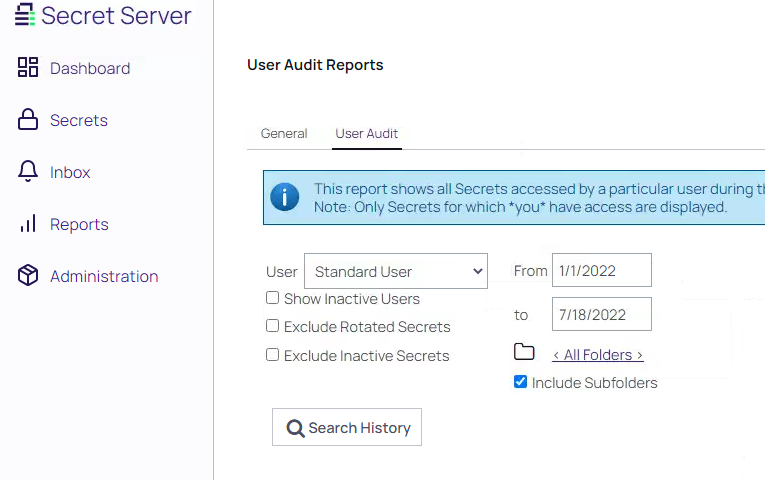 Secret Server
Dashboard
Secrets
Inbox
Reports
Administration
User Audit Reports
General
User Audit
This report shows all Secrets accessed by a particular user during
Note: Only Secrets for which *you* have access are displayed.
User
Standard User
Show Inactive Users
Exclude Rotated Secrets
Exclude Inactive Secrets
From
1/1/2022
to
7/18/2022
< All Folders >
Include Subfolders
Search History